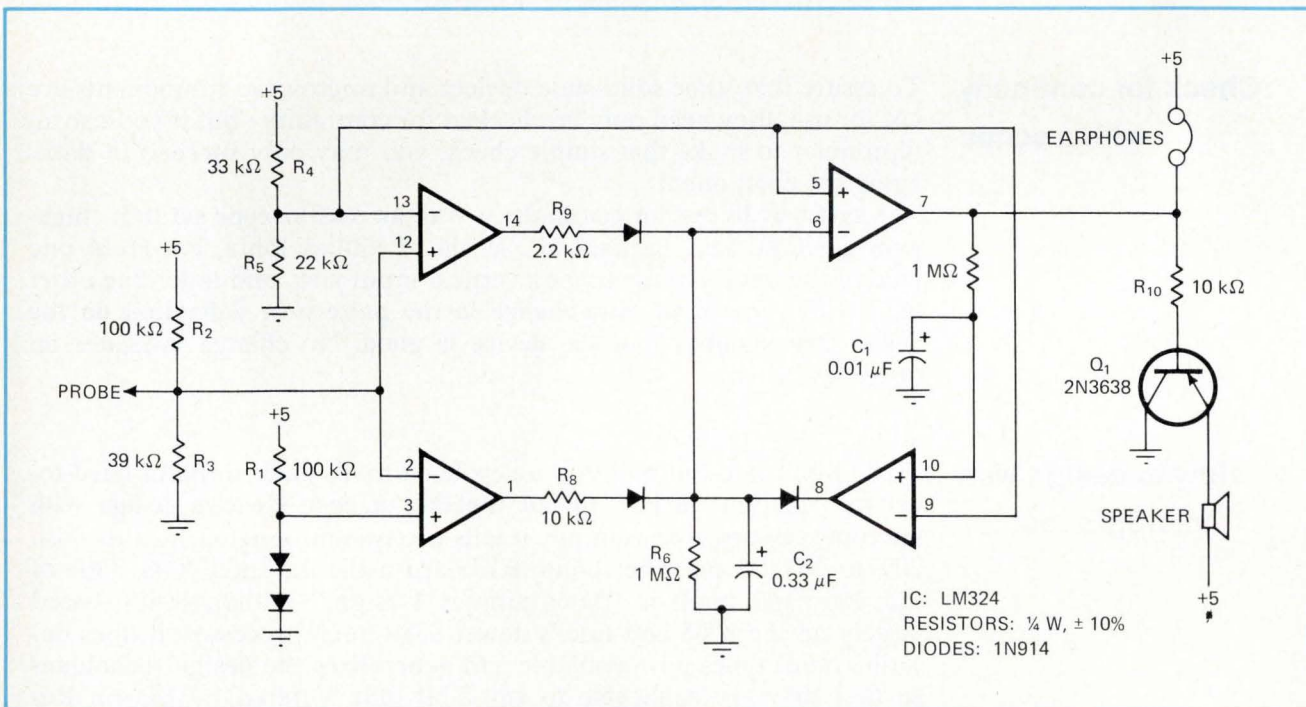 +5
EARPHONES
+5
33 kΩ R4
13
12
+
14
R9
2.2 kΩ
5
+
6
−
7
+5
R5 22 kΩ
1 MΩ
R10 10 kΩ
100 kΩ R2
C1
0.01 μF
+
Q1
2N3638
PROBE
+5
39 kΩ R3
R1 100 kΩ
2
−
3
+
1
R8
10 kΩ
8
10
+
9
−
SPEAKER
R6
1 MΩ
+
C2
0.33 μF
+5
IC: LM324
RESISTORS: ¼ W, ± 10%
DIODES: 1N914